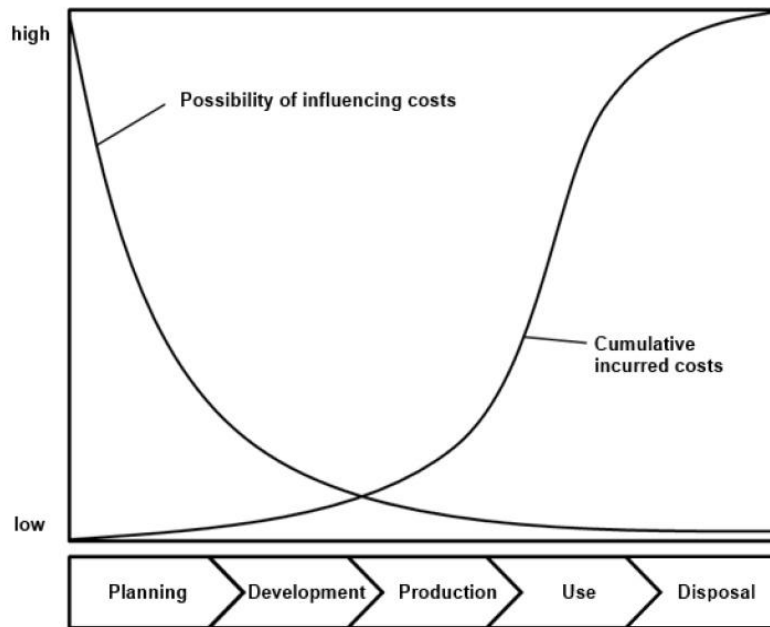 high
Possibility of influencing costs
Cumulative
incurred costs
low
Planning
Development
Production
Use
Disposal